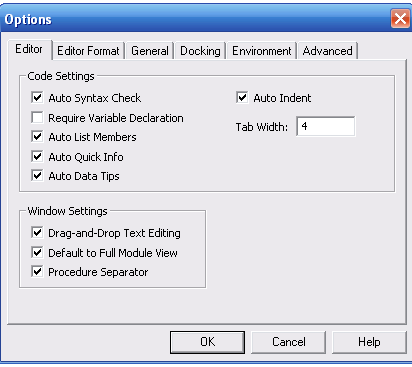 Options
Editor Editor Format General Docking Environment Advanced
Code Settings
Auto Syntax Check Auto Indent
Require Variable Declaration
Tab Width: 4
Auto List Members
Auto Quick Info
Auto Data Tips
Window Settings
Drag-and-Drop Text Editing
Default to Full Module View
Procedure Separator
OK Cancel Help